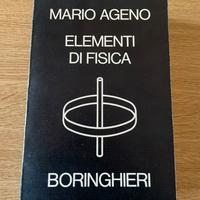 MARIO AGENO
ELEMENTI
DI FISICA
BORINGHIERI